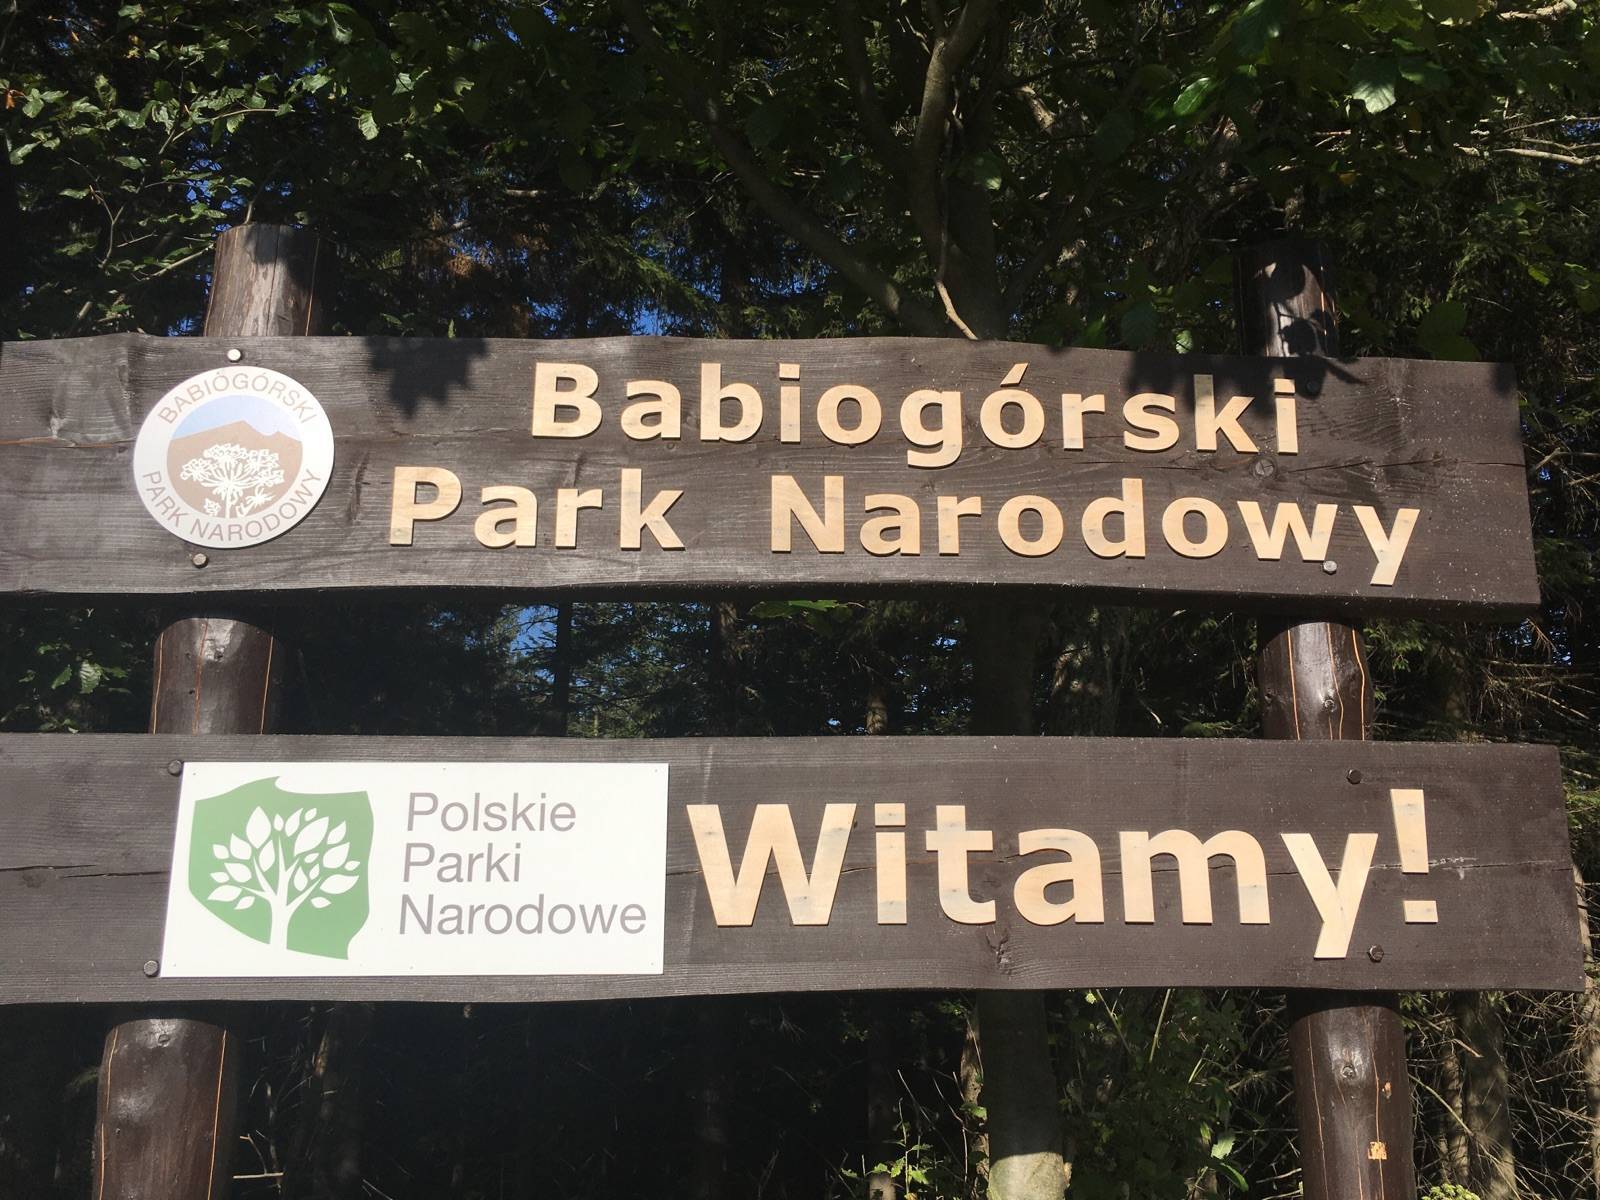 BABIOGÓRSKI
PARK NARODOWY
Babiogórski
Park Narodowy
Polskie
Parki
Narodowe
Witamy!